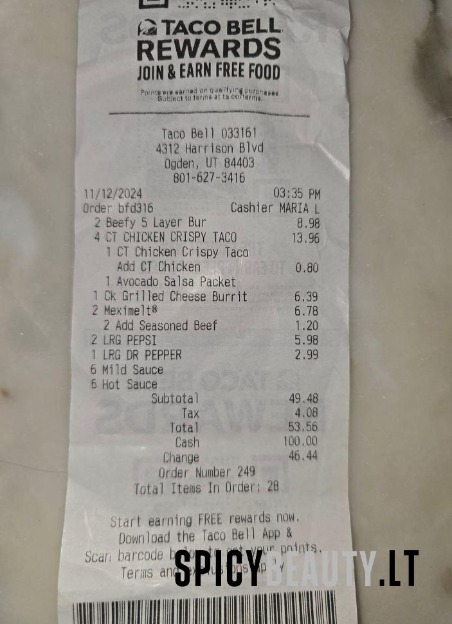 TACO BELL
REWARDS
JOIN & EARN FREE FOOD
Points are earned on qualifying purchases.
Subject to terms at
Taco Bell 033161
4312 Harrison Blvd
Ogden, UT 84403
801-627-3416
11/12/2024 03:35 PM
Order bfd316 Cashier MARIA L
2 Beefy 5 Layer Bur 8.98
4 CT CHICKEN CRISPY TACO 13.96
1 CT Chicken Crispy Taco
Add CT Chicken 0.80
1 Avocado Salsa Packet
1 Ck Grilled Cheese Burrit 6.39
2 Meximelt® 6.78
2 Add Seasoned Beef 1.20
2 LRG PEPSI 5.98
1 LRG DR PEPPER 2.99
6 Mild Sauce
6 Hot Sauce
Subtotal 49.48
Tax 4.08
Total 53.56
Cash 100.00
Change 46.44
Order Number 249
Total Items In Order: 28
Start earning FREE rewards now.
Download the Taco Bell App &
Scan barcode your points.
Terms and
SPICYBEAUTY.LT